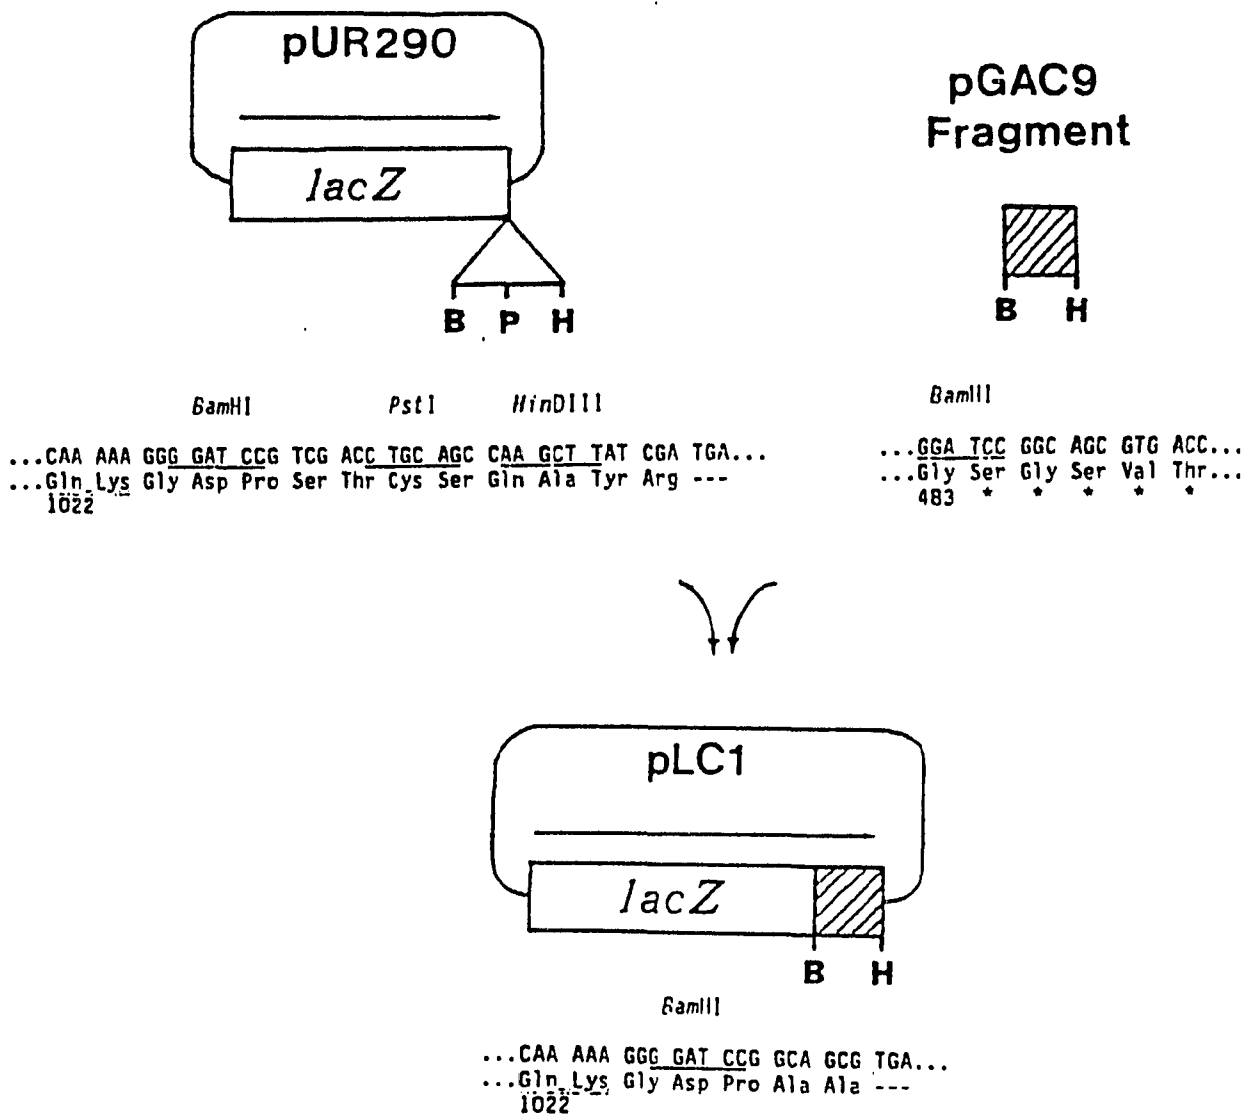 pUR290
lacZ
B P H
pGAC9
Fragment
B H
BamHI PstI HinDIII
...CAA AAA GGG GAT CCG TCG ACC TGC AGC CAA GCT TAT CGA TGA...
...Gln Lys Gly Asp Pro Ser Thr Cys Ser Gln Ala Tyr Arg ---
1022
BamHI
...GGA TCC GGC AGC GTG ACC...
...Gly Ser Gly Ser Val Thr...
483 * * * * *
pLC1
lacZ
B H
BamHI
...CAA AAA GGG GAT CCG GCA GCG TGA...
...Gln Lys Gly Asp Pro Ala Ala ---
1022